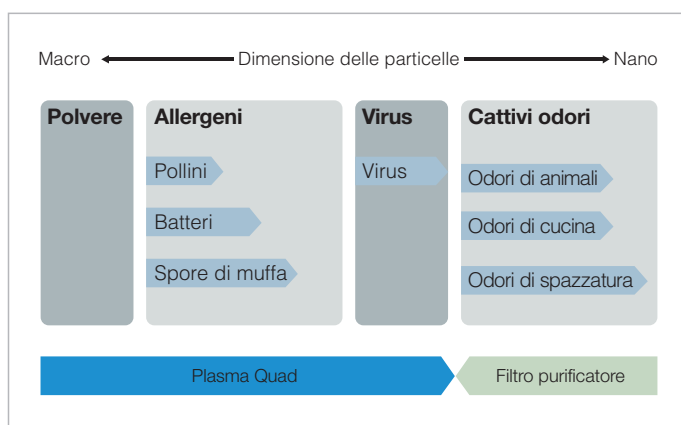 Macro Dimensione delle particelle Nano
Polvere
Allergeni
Pollini
Batteri
Spore di muffa
Virus
Virus
Cattivi odori
Odori di animali
Odori di cucina
Odori di spazzatura
Plasma Quad
Filtro purificatore